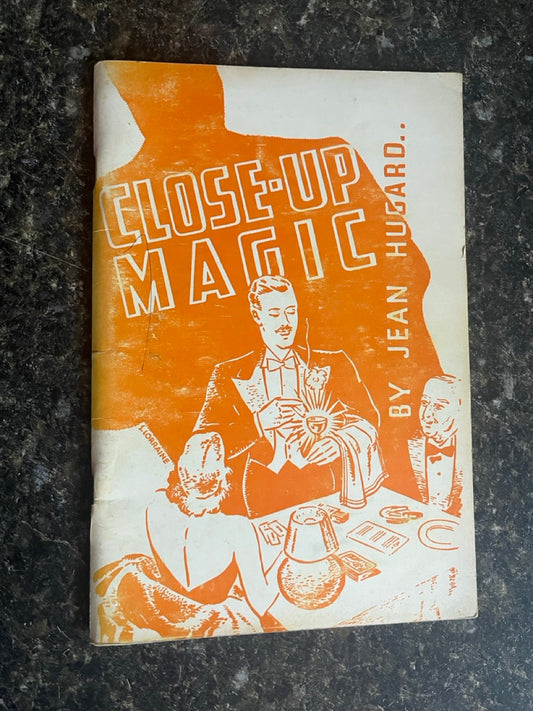 CLOSE-UP
MAGIC
BY JEAN HUGARD..
S.LORRAINE